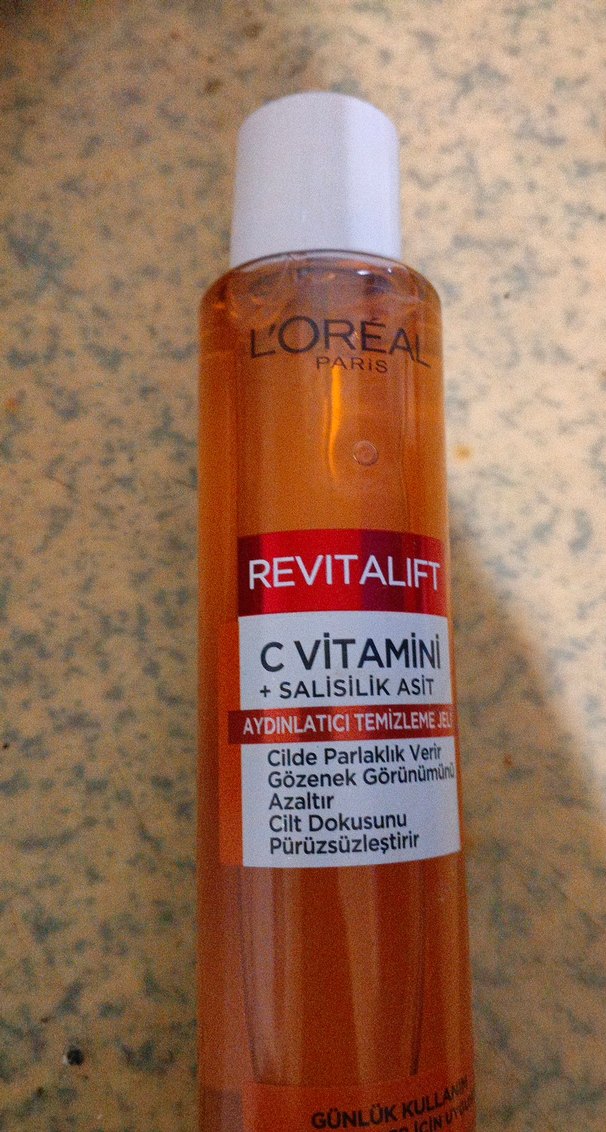 L'ORÉAL
PARIS
REVITALIFT
C VİTAMİNİ
+ SALİSİLİK ASİT
AYDINLATICI TEMİZLEME JELİ
Cilde Parlaklık Verir
Gözenek Görünümünü
Azaltır
Cilt Dokusunu
Pürüzsüzleştirir
GÜNLÜK KULLANIM
İÇİN